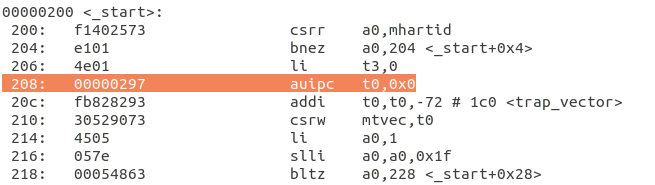 00000200 <_start>:
200: f1402573 csrr a0,mhartid
204: e101 bnez a0,204 <_start+0x4>
206: 4e01 li t3,0
208: 00000297 auipc t0,0x0
20c: fb828293 addi t0,t0,-72 # 1c0 <trap_vector>
210: 30529073 csrw mtvec,t0
214: 4505 li a0,1
216: 057e slli a0,a0,0x1f
218: 00054863 bltz a0,228 <_start+0x28>